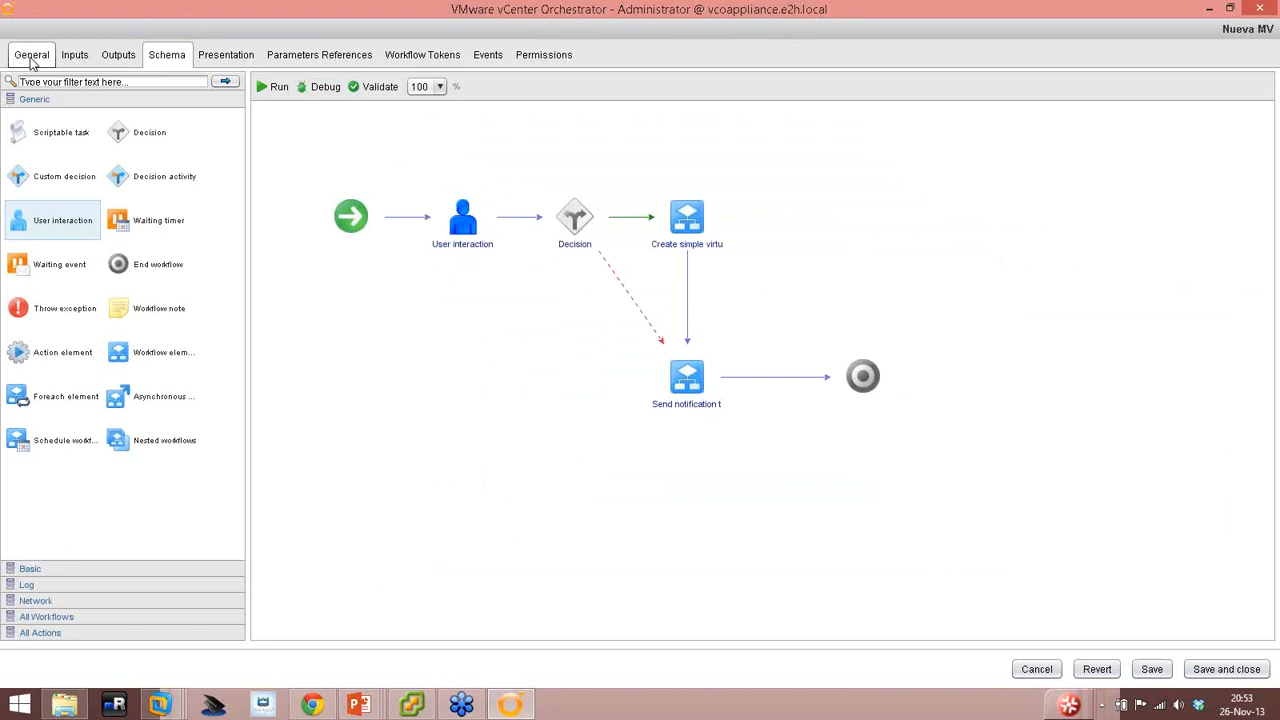 VMware vCenter Orchestrator - Administrator @ vcoappliance.e2h.local
Nueva MV
General Inputs Outputs Schema Presentation Parameters References Workflow Tokens Events Permissions
Type your filter text here...
Run Debug Validate 100 %
Generic
Scriptable task Decision
Custom decision Decision activity
User interaction Waiting timer
Waiting event End workflow
Throw exception Workflow note
Action element Workflow elem...
Foreach element Asynchronous ...
Schedule workf... Nested workflows
User interaction Decision Create simple virtu
Send notification t
Basic
Log
Network
All Workflows
All Actions
Cancel Revert Save Save and close
20:53
26-Nov-13